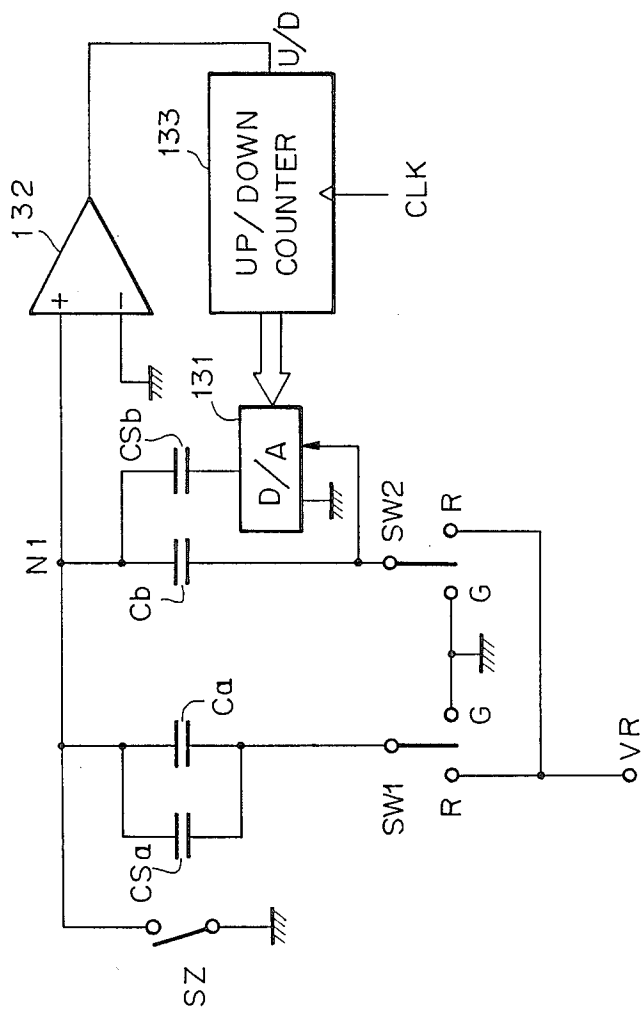 132
+
-
U/D
133
UP/DOWN
COUNTER
CLK
N1
131
CSb
D/A
Cb
SW2
R
G
Ca
CSa
SW1
G
R
VR
SZ